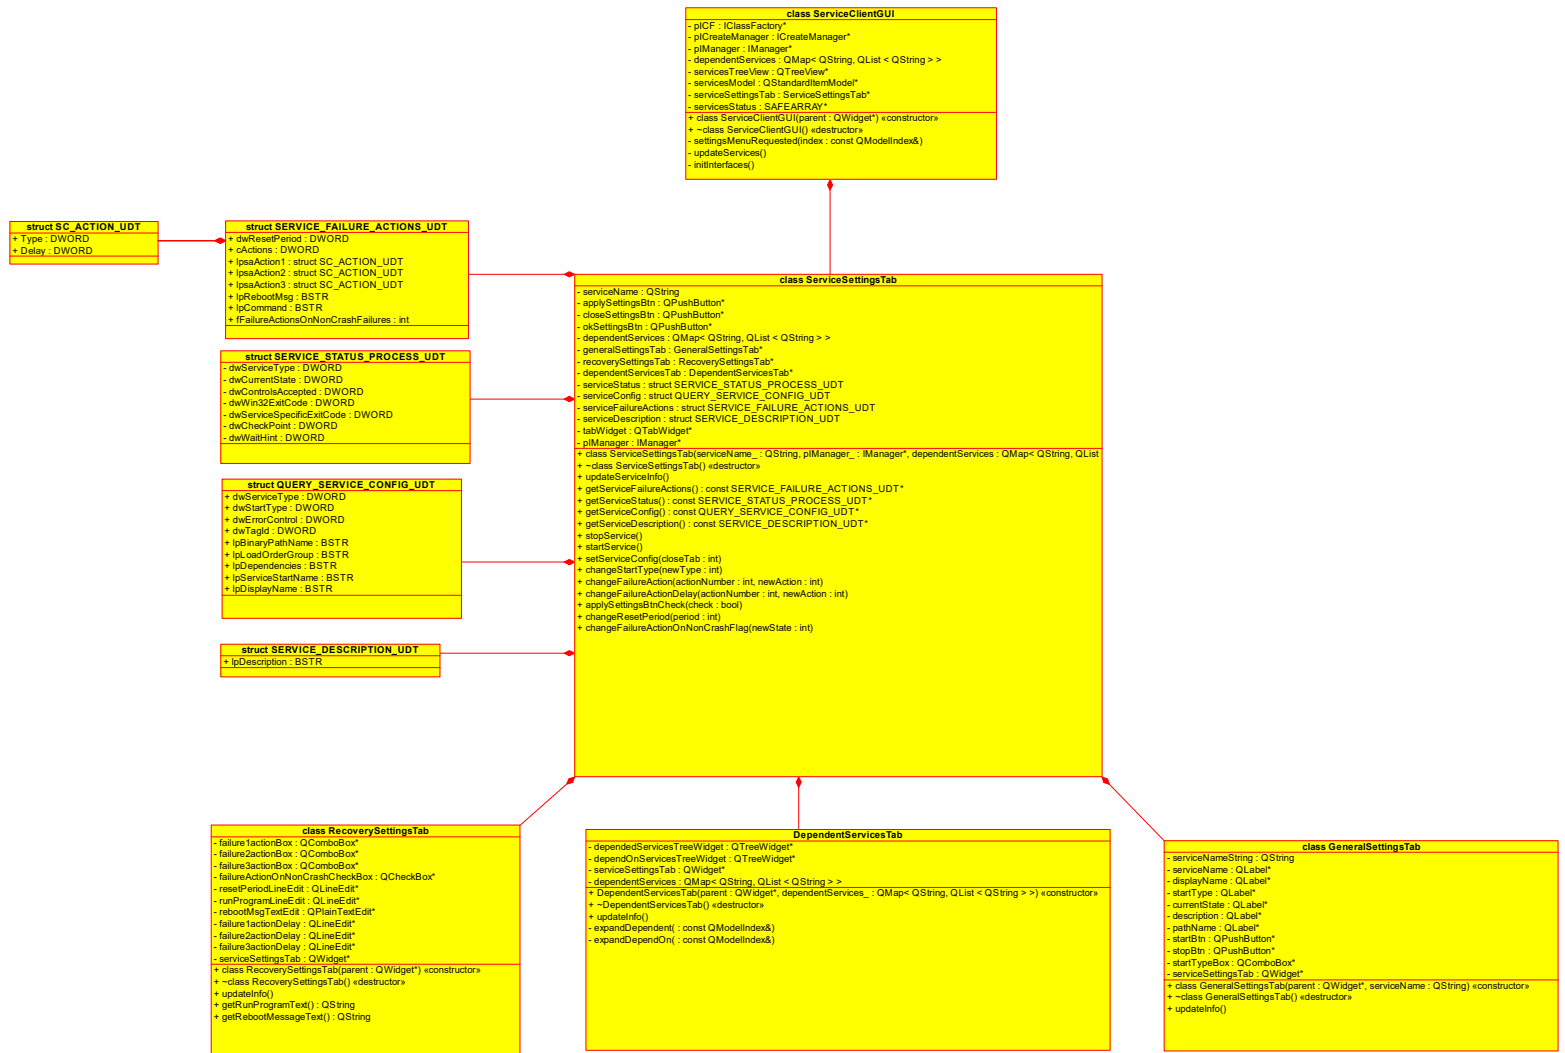 class ServiceClientGUI
- pICF : IClassFactory*
- pICreateManager : ICreateManager*
- pIManager : IManager*
- dependentServices : QMap< QString, QList < QString > >
- servicesTreeView : QTreeView*
- servicesModel : QStandardItemModel*
- serviceSettingsTab : ServiceSettingsTab*
- servicesStatus : SAFEARRAY*
+ class ServiceClientGUI(parent : QWidget*) «constructor»
+ ~class ServiceClientGUI() «destructor»
- settingsMenuRequested(index : const QModelIndex&)
- updateServices()
- initInterfaces()
struct SC_ACTION_UDT
+ Type : DWORD
+ Delay : DWORD
struct SERVICE_FAILURE_ACTIONS_UDT
+ dwResetPeriod : DWORD
+ cActions : DWORD
+ lpsaAction1 : struct SC_ACTION_UDT
+ lpsaAction2 : struct SC_ACTION_UDT
+ lpsaAction3 : struct SC_ACTION_UDT
+ lpRebootMsg : BSTR
+ lpCommand : BSTR
+ fFailureActionsOnNonCrashFailures : int
struct SERVICE_STATUS_PROCESS_UDT
- dwServiceType : DWORD
- dwCurrentState : DWORD
- dwControlsAccepted : DWORD
- dwWin32ExitCode : DWORD
- dwServiceSpecificExitCode : DWORD
- dwCheckPoint : DWORD
- dwWaitHint : DWORD
struct QUERY_SERVICE_CONFIG_UDT
+ dwServiceType : DWORD
+ dwStartType : DWORD
+ dwErrorControl : DWORD
+ dwTagId : DWORD
+ lpBinaryPathName : BSTR
+ lpLoadOrderGroup : BSTR
+ lpDependencies : BSTR
+ lpServiceStartName : BSTR
+ lpDisplayName : BSTR
struct SERVICE_DESCRIPTION_UDT
+ lpDescription : BSTR
class ServiceSettingsTab
- serviceName : QString
- applySettingsBtn : QPushButton*
- closeSettingsBtn : QPushButton*
- okSettingsBtn : QPushButton*
- dependentServices : QMap< QString, QList < QString > >
- generalSettingsTab : GeneralSettingsTab*
- recoverySettingsTab : RecoverySettingsTab*
- dependentServicesTab : DependentServicesTab*
- serviceStatus : struct SERVICE_STATUS_PROCESS_UDT
- serviceConfig : struct QUERY_SERVICE_CONFIG_UDT
- serviceFailureActions : struct SERVICE_FAILURE_ACTIONS_UDT
- serviceDescription : struct SERVICE_DESCRIPTION_UDT
- tabWidget : QTabWidget*
- pIManager : IManager*
+ class ServiceSettingsTab(serviceName_ : QString, pIManager_ : IManager*, dependentServices : QMap< QString, QList
+ ~class ServiceSettingsTab() «destructor»
+ updateServiceInfo()
+ getServiceFailureActions() : const SERVICE_FAILURE_ACTIONS_UDT*
+ getServiceStatus() : const SERVICE_STATUS_PROCESS_UDT*
+ getServiceConfig() : const QUERY_SERVICE_CONFIG_UDT*
+ getServiceDescription() : const SERVICE_DESCRIPTION_UDT*
+ stopService()
+ startService()
+ setServiceConfig(closeTab : int)
+ changeStartType(newType : int)
+ changeFailureAction(actionNumber : int, newAction : int)
+ changeFailureActionDelay(actionNumber : int, newAction : int)
+ applySettingsBtnCheck(check : bool)
+ changeResetPeriod(period : int)
+ changeFailureActionOnNonCrashFlag(newState : int)
class RecoverySettingsTab
- failure1actionBox : QComboBox*
- failure2actionBox : QComboBox*
- failure3actionBox : QComboBox*
- failureActionOnNonCrashCheckBox : QCheckBox*
- resetPeriodLineEdit : QLineEdit*
- runProgramLineEdit : QLineEdit*
- rebootMsgTextEdit : QPlainTextEdit*
- failure1actionDelay : QLineEdit*
- failure2actionDelay : QLineEdit*
- failure3actionDelay : QLineEdit*
- serviceSettingsTab : QWidget*
+ class RecoverySettingsTab(parent : QWidget*) «constructor»
+ ~class RecoverySettingsTab() «destructor»
+ updateInfo()
+ getRunProgramText() : QString
+ getRebootMessageText() : QString
DependentServicesTab
- dependedServicesTreeWidget : QTreeWidget*
- dependOnServicesTreeWidget : QTreeWidget*
- serviceSettingsTab : QWidget*
- dependentServices : QMap< QString, QList < QString > >
+ DependentServicesTab(parent : QWidget*, dependentServices_ : QMap< QString, QList < QString > >) «constructor»
+ ~DependentServicesTab() «destructor»
+ updateInfo()
- expandDependent( : const QModelIndex&)
- expandDependOn( : const QModelIndex&)
class GeneralSettingsTab
- serviceNameString : QString
- serviceName : QLabel*
- displayName : QLabel*
- startType : QLabel*
- currentState : QLabel*
- description : QLabel*
- pathName : QLabel*
- startBtn : QPushButton*
- stopBtn : QPushButton*
- startTypeBox : QComboBox*
- serviceSettingsTab : QWidget*
+ class GeneralSettingsTab(parent : QWidget*, serviceName : QString) «constructor»
+ ~class GeneralSettingsTab() «destructor»
+ updateInfo()